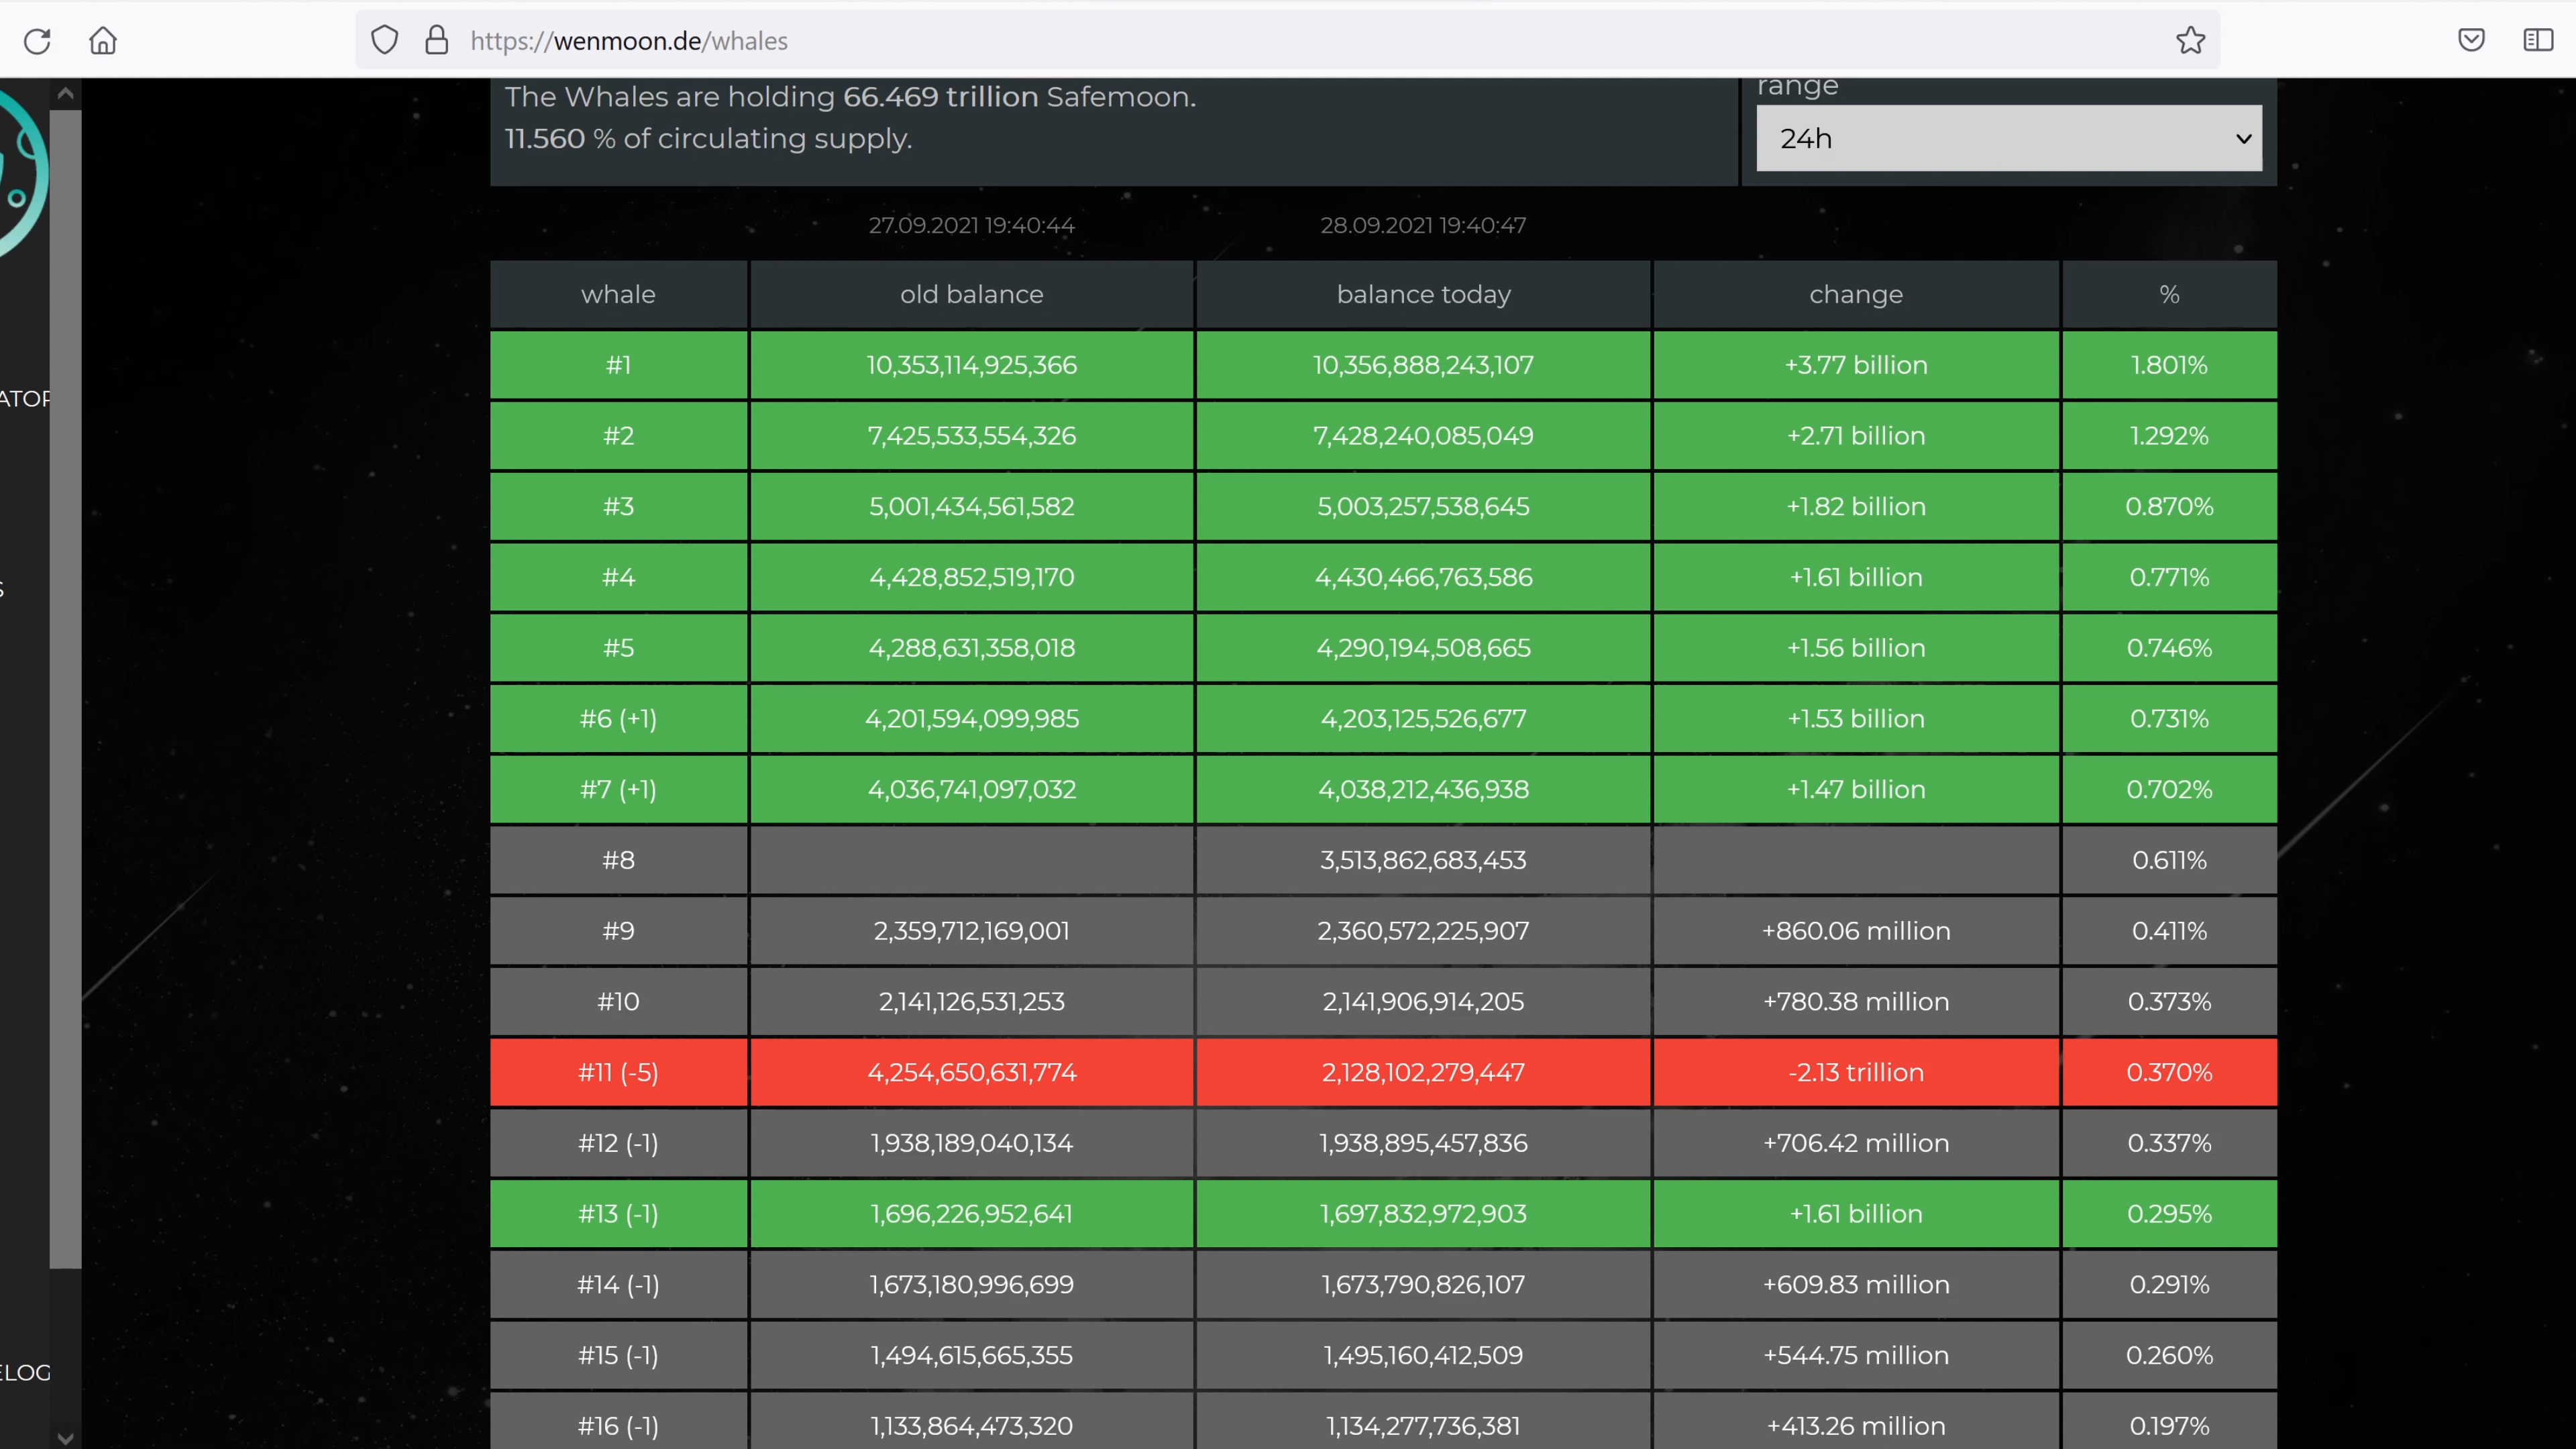 https://wenmoon.de/whales
The Whales are holding 66.469 trillion Safemoon.
11.560 % of circulating supply.
range
24h
27.09.2021 19:40:44 28.09.2021 19:40:47
whale old balance balance today change %
#1 10,353,114,925,366 10,356,888,243,107 +3.77 billion 1.801%
#2 7,425,533,554,326 7,428,240,085,049 +2.71 billion 1.292%
#3 5,001,434,561,582 5,003,257,538,645 +1.82 billion 0.870%
#4 4,428,852,519,170 4,430,466,763,586 +1.61 billion 0.771%
#5 4,288,631,358,018 4,290,194,508,665 +1.56 billion 0.746%
#6 (+1) 4,201,594,099,985 4,203,125,526,677 +1.53 billion 0.731%
#7 (+1) 4,036,741,097,032 4,038,212,436,938 +1.47 billion 0.702%
#8 3,513,862,683,453 0.611%
#9 2,359,712,169,001 2,360,572,225,907 +860.06 million 0.411%
#10 2,141,126,531,253 2,141,906,914,205 +780.38 million 0.373%
#11 (-5) 4,254,650,631,774 2,128,102,279,447 -2.13 trillion 0.370%
#12 (-1) 1,938,189,040,134 1,938,895,457,836 +706.42 million 0.337%
#13 (-1) 1,696,226,952,641 1,697,832,972,903 +1.61 billion 0.295%
#14 (-1) 1,673,180,996,699 1,673,790,826,107 +609.83 million 0.291%
#15 (-1) 1,494,615,665,355 1,495,160,412,509 +544.75 million 0.260%
#16 (-1) 1,133,864,473,320 1,134,277,736,381 +413.26 million 0.197%